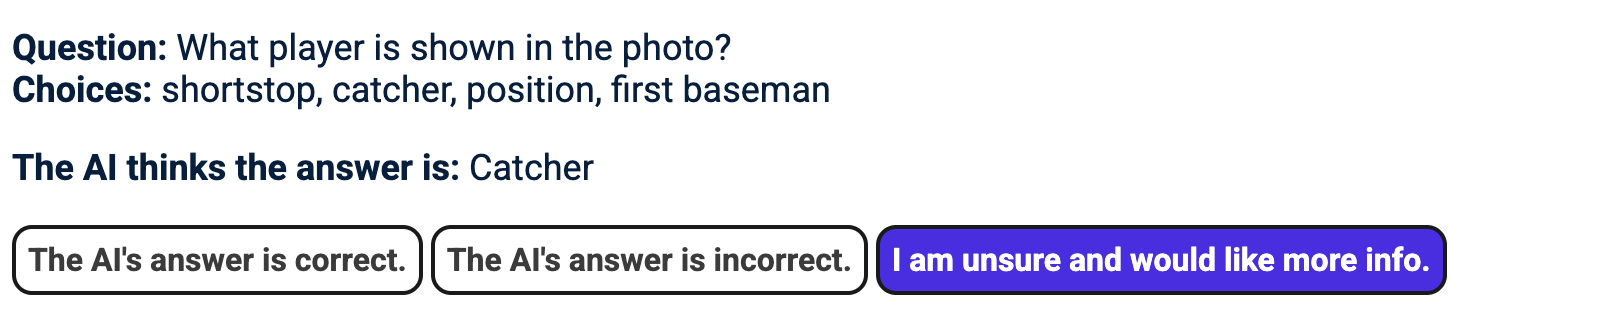 Question: What player is shown in the photo?
Choices: shortstop, catcher, position, first baseman
The AI thinks the answer is: Catcher
The AI's answer is correct. The AI's answer is incorrect. I am unsure and would like more info.